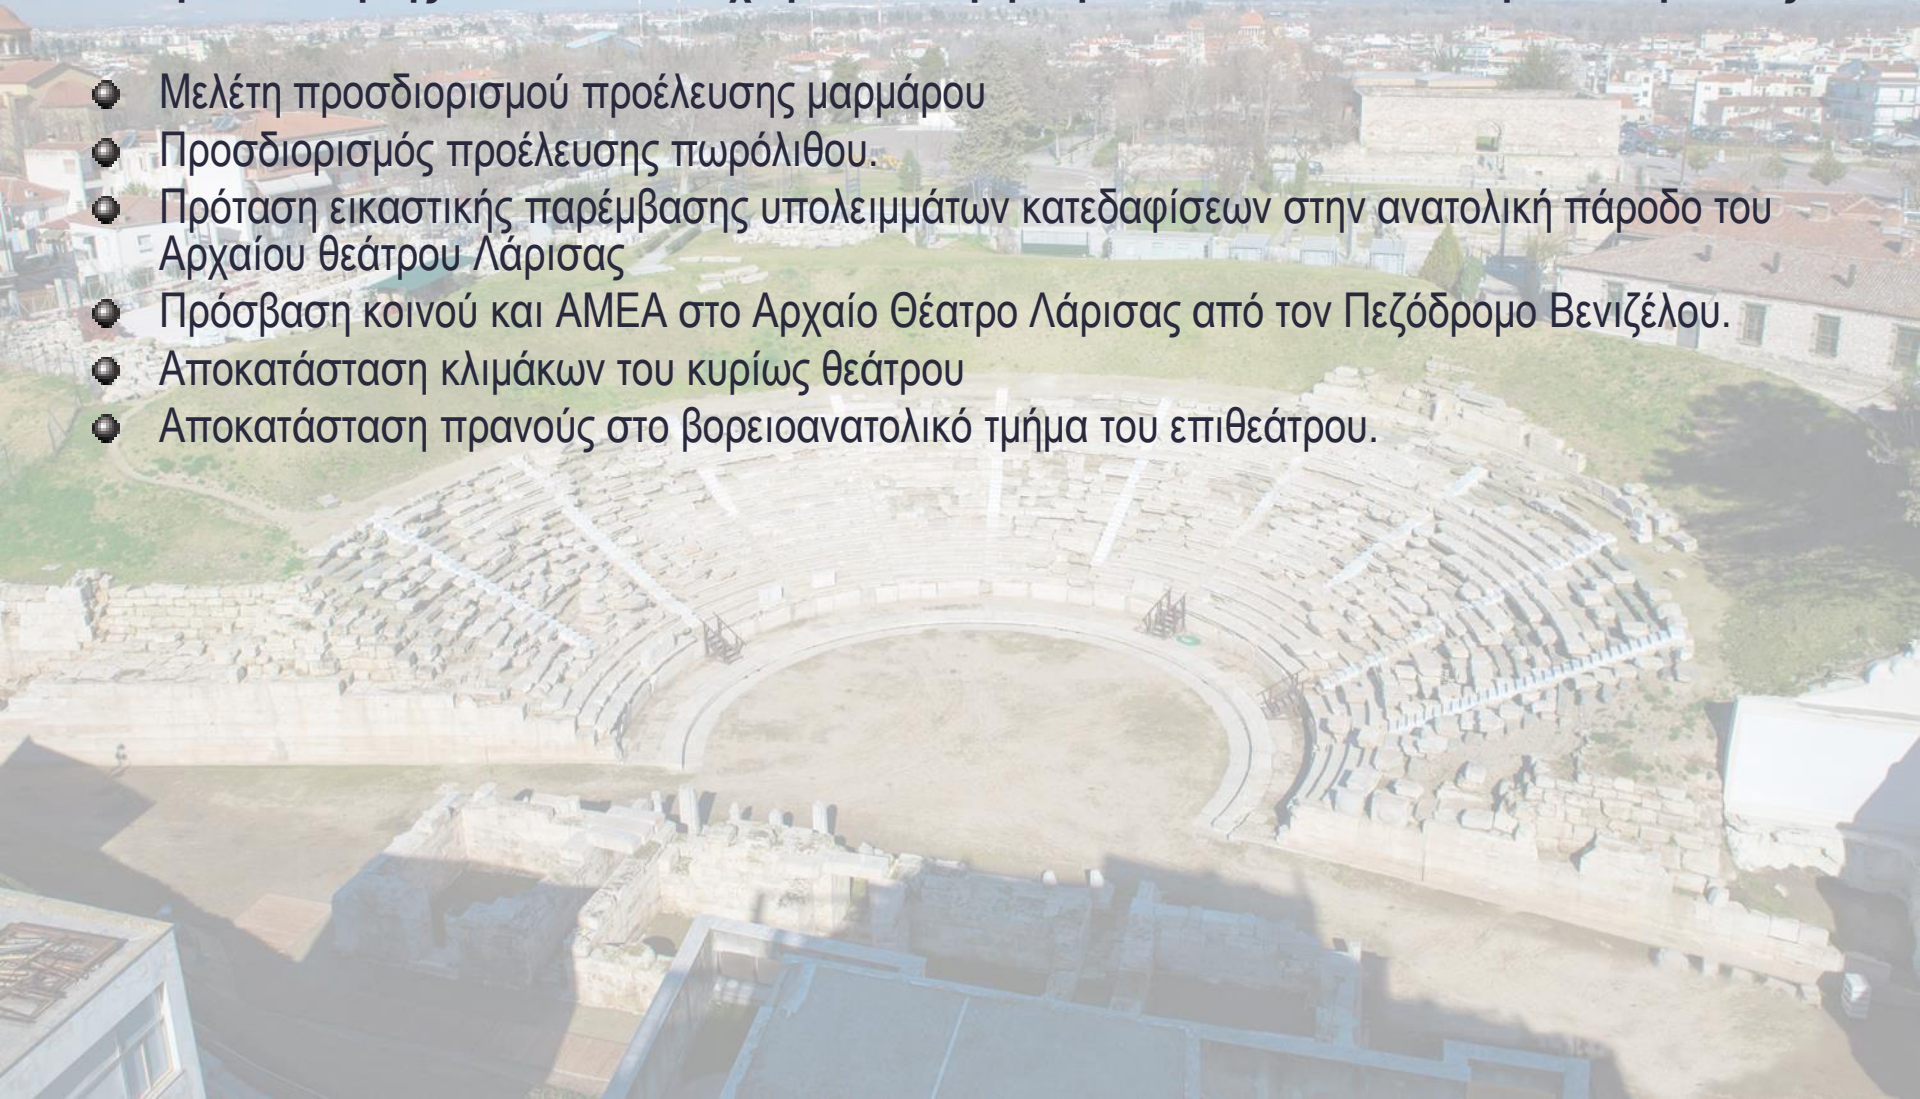 Μελέτη προσδιορισμού προέλευσης μαρμάρου
Προσδιορισμός προέλευσης πωρόλιθου.
Πρόταση εικαστικής παρέμβασης υπολειμμάτων κατεδαφίσεων στην ανατολική πάροδο του
Αρχαίου θεάτρου Λάρισας
Πρόσβαση κοινού και ΑΜΕΑ στο Αρχαίο Θέατρο Λάρισας από τον Πεζόδρομο Βενιζέλου.
Αποκατάσταση κλιμάκων του κυρίως θεάτρου
Αποκατάσταση πρανούς στο βορειοανατολικό τμήμα του επιθεάτρου.